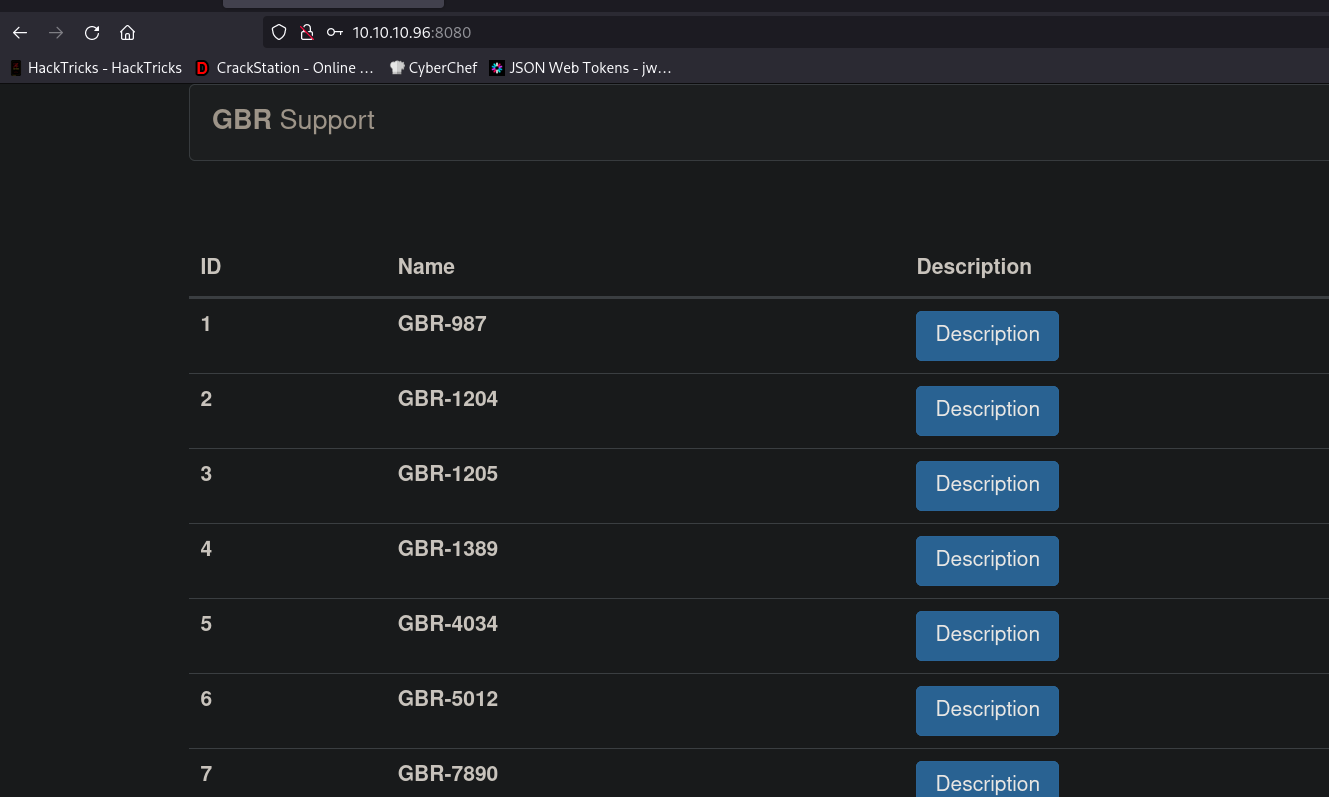 10.10.10.96:8080
HackTricks - HackTricks CrackStation - Online ... CyberChef JSON Web Tokens - jw...
GBR Support
ID Name Description
1 GBR-987 Description
2 GBR-1204 Description
3 GBR-1205 Description
4 GBR-1389 Description
5 GBR-4034 Description
6 GBR-5012 Description
7 GBR-7890 Description